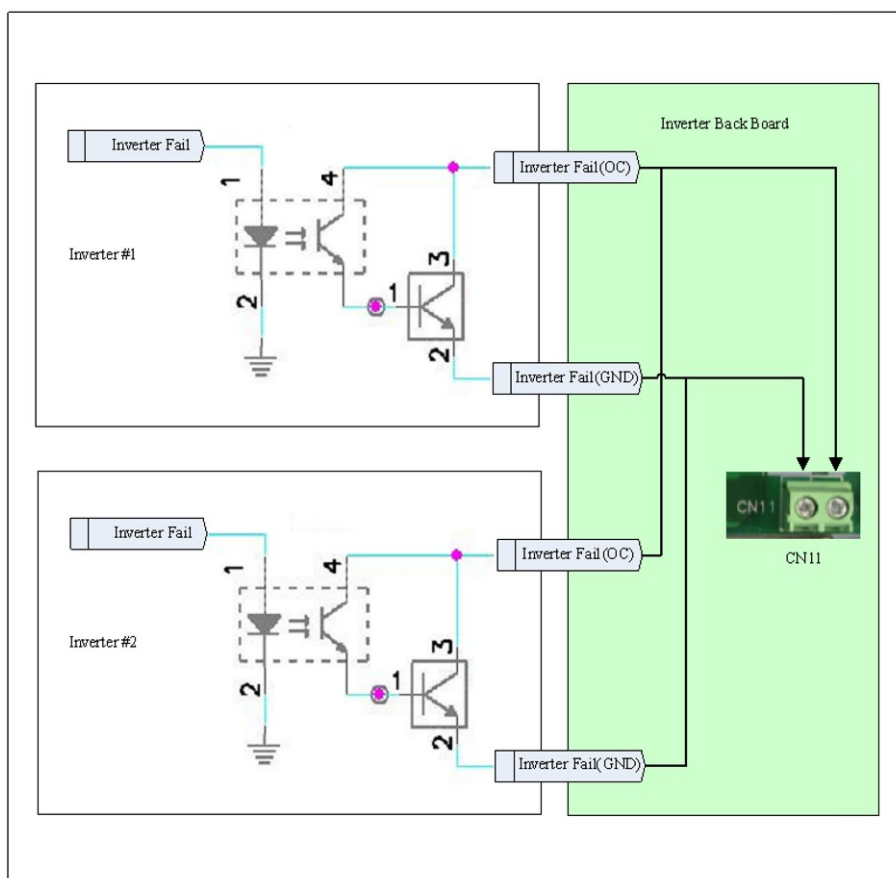 Inverter Back Board
Inverter Fail
Inverter Fail(OC)
1
4
Inverter #1
3
1
2
2
Inverter Fail(GND)
CN11
CN11
Inverter Fail
Inverter Fail(OC)
1
4
Inverter #2
3
1
2
2
Inverter Fail(GND)